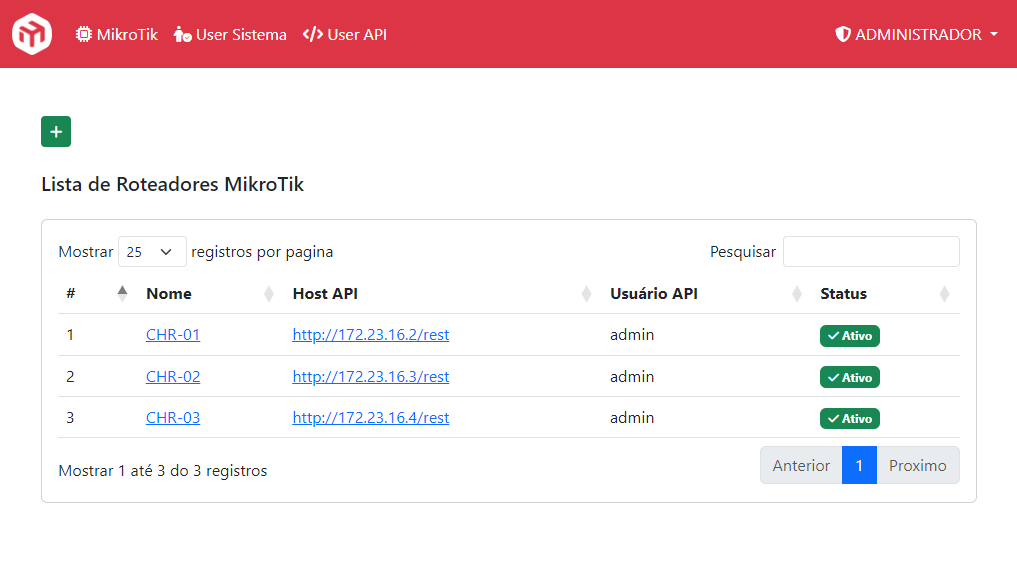 MikroTik User Sistema User API ADMINISTRADOR
+
Lista de Roteadores MikroTik
Mostrar 25 registros por pagina Pesquisar
# Nome Host API Usuário API Status
1 CHR-01 http://172.23.16.2/rest admin Ativo
2 CHR-02 http://172.23.16.3/rest admin Ativo
3 CHR-03 http://172.23.16.4/rest admin Ativo
Mostrar 1 até 3 do 3 registros Anterior 1 Proximo